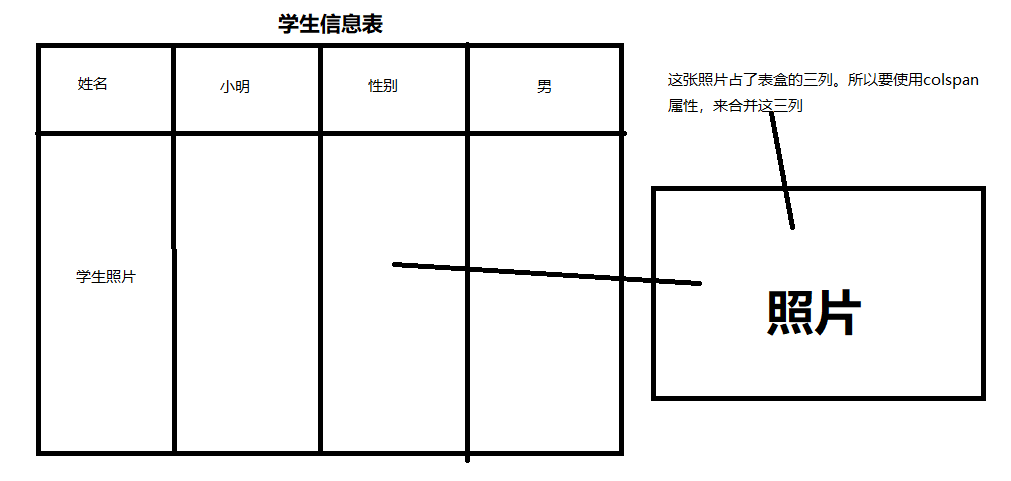 学生信息表
姓名
小明
性别
男
学生照片
这张照片占了表盒的三列。所以要使用colspan
属性，来合并这三列
照片